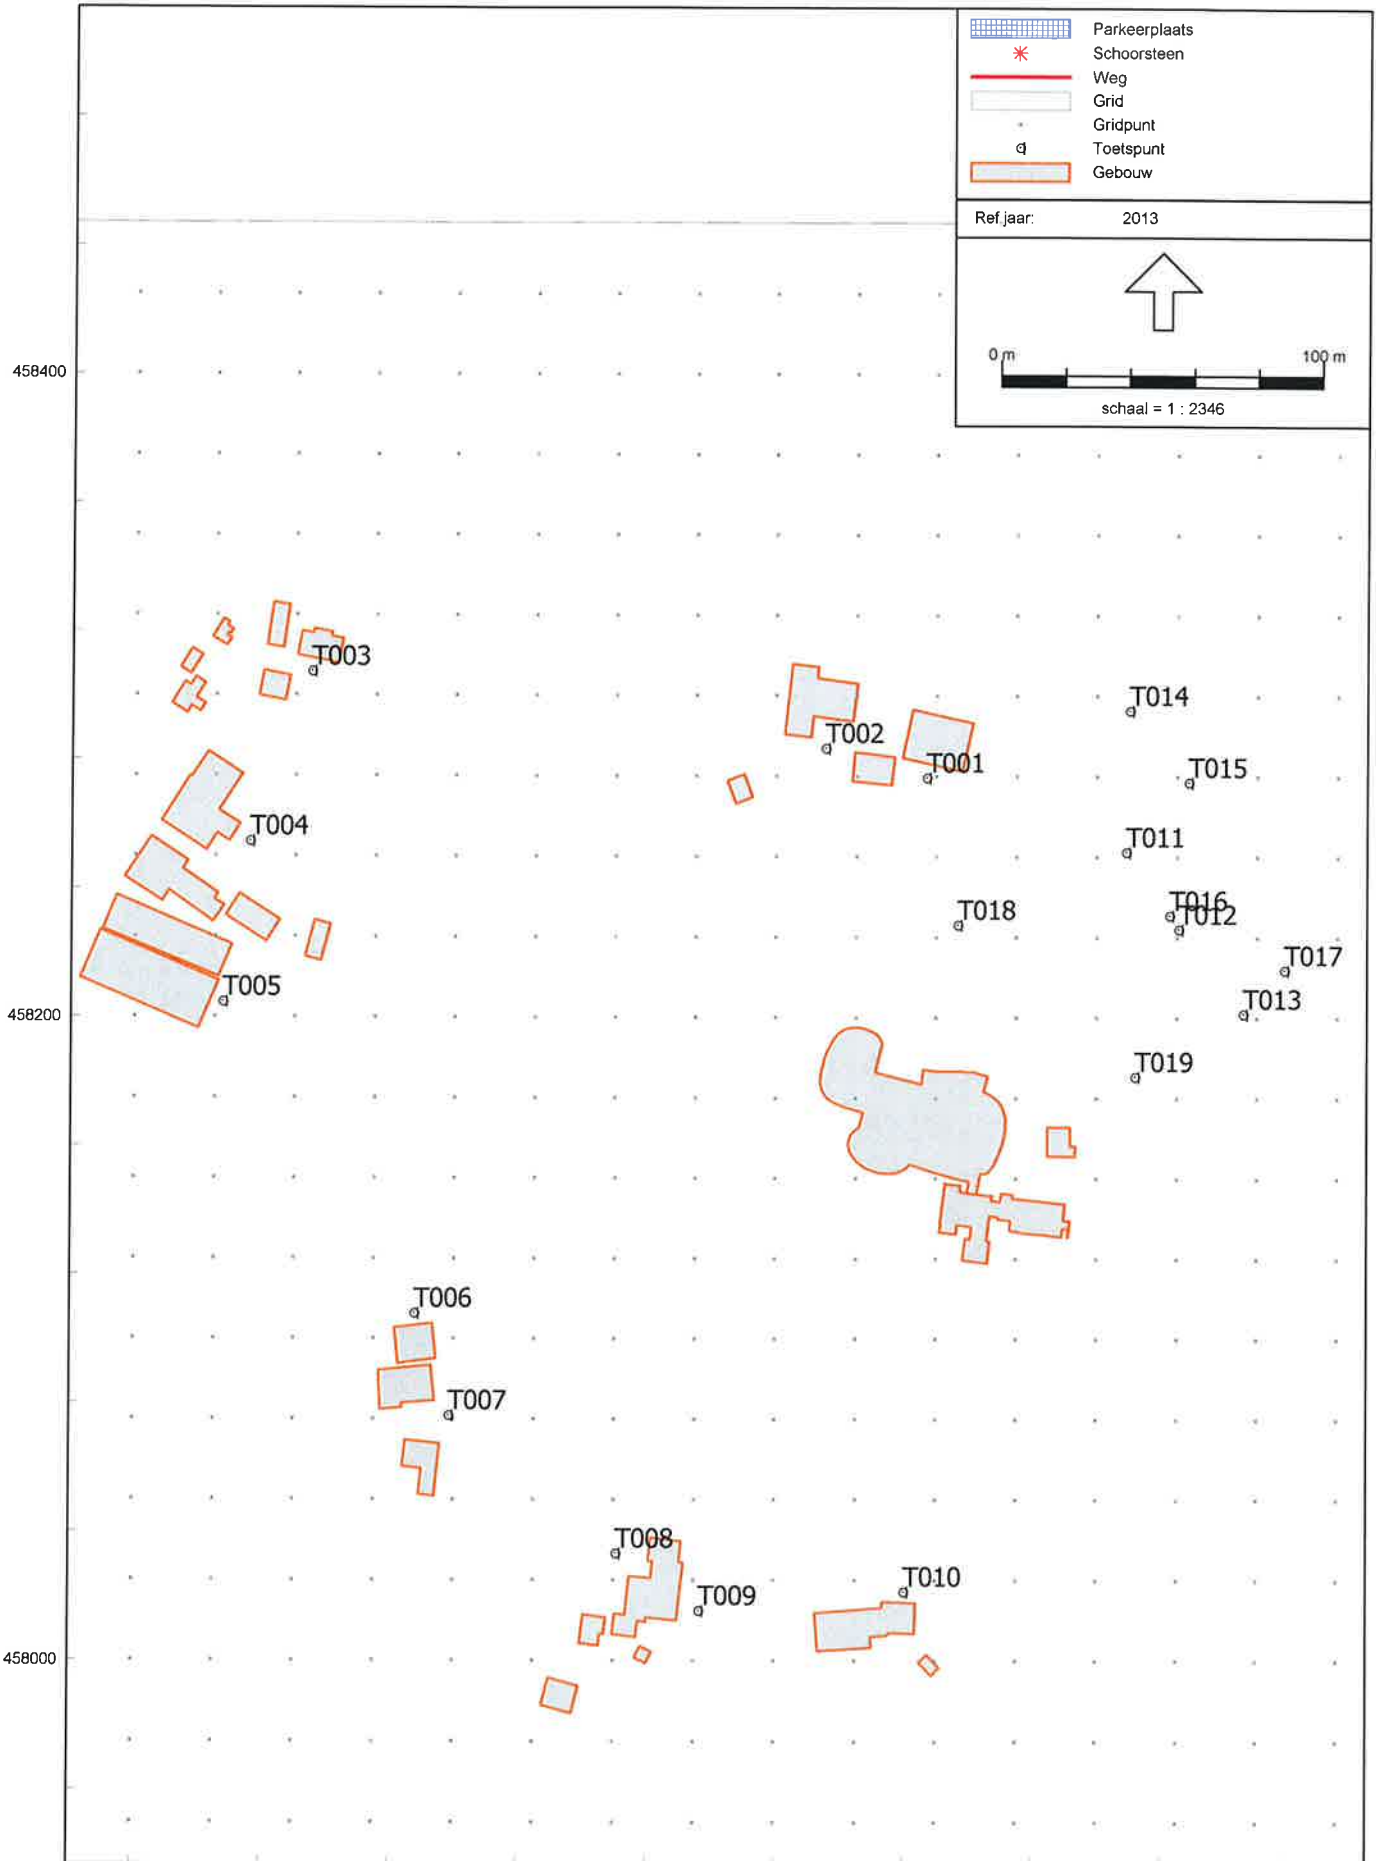 Parkeerplaats
Schoorsteen
Weg
Grid
Gridpunt
Toetspunt
Gebouw
Ref.jaar: 2013
0 m 100 m
schaal = 1 : 2346
458400
T003
T014
T002
T001
T015
T004
T011
T018
T016
T012
T017
T005
T013
458200
T019
T006
T007
T008
T009
T010
458000